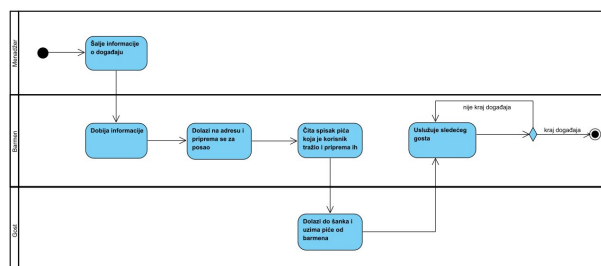 Menadžer
Šalje informacije
o događaju
Barmen
Dobija informacije
Dolazi na adresu i
priprema se za
posao
Čita spisak pića
koja je korisnik
tražio i priprema ih
Uslužuje sledećeg
gosta
nije kraj događaja
kraj događaja
Gost
Dolazi do šanka i
uzima piće od
barmena